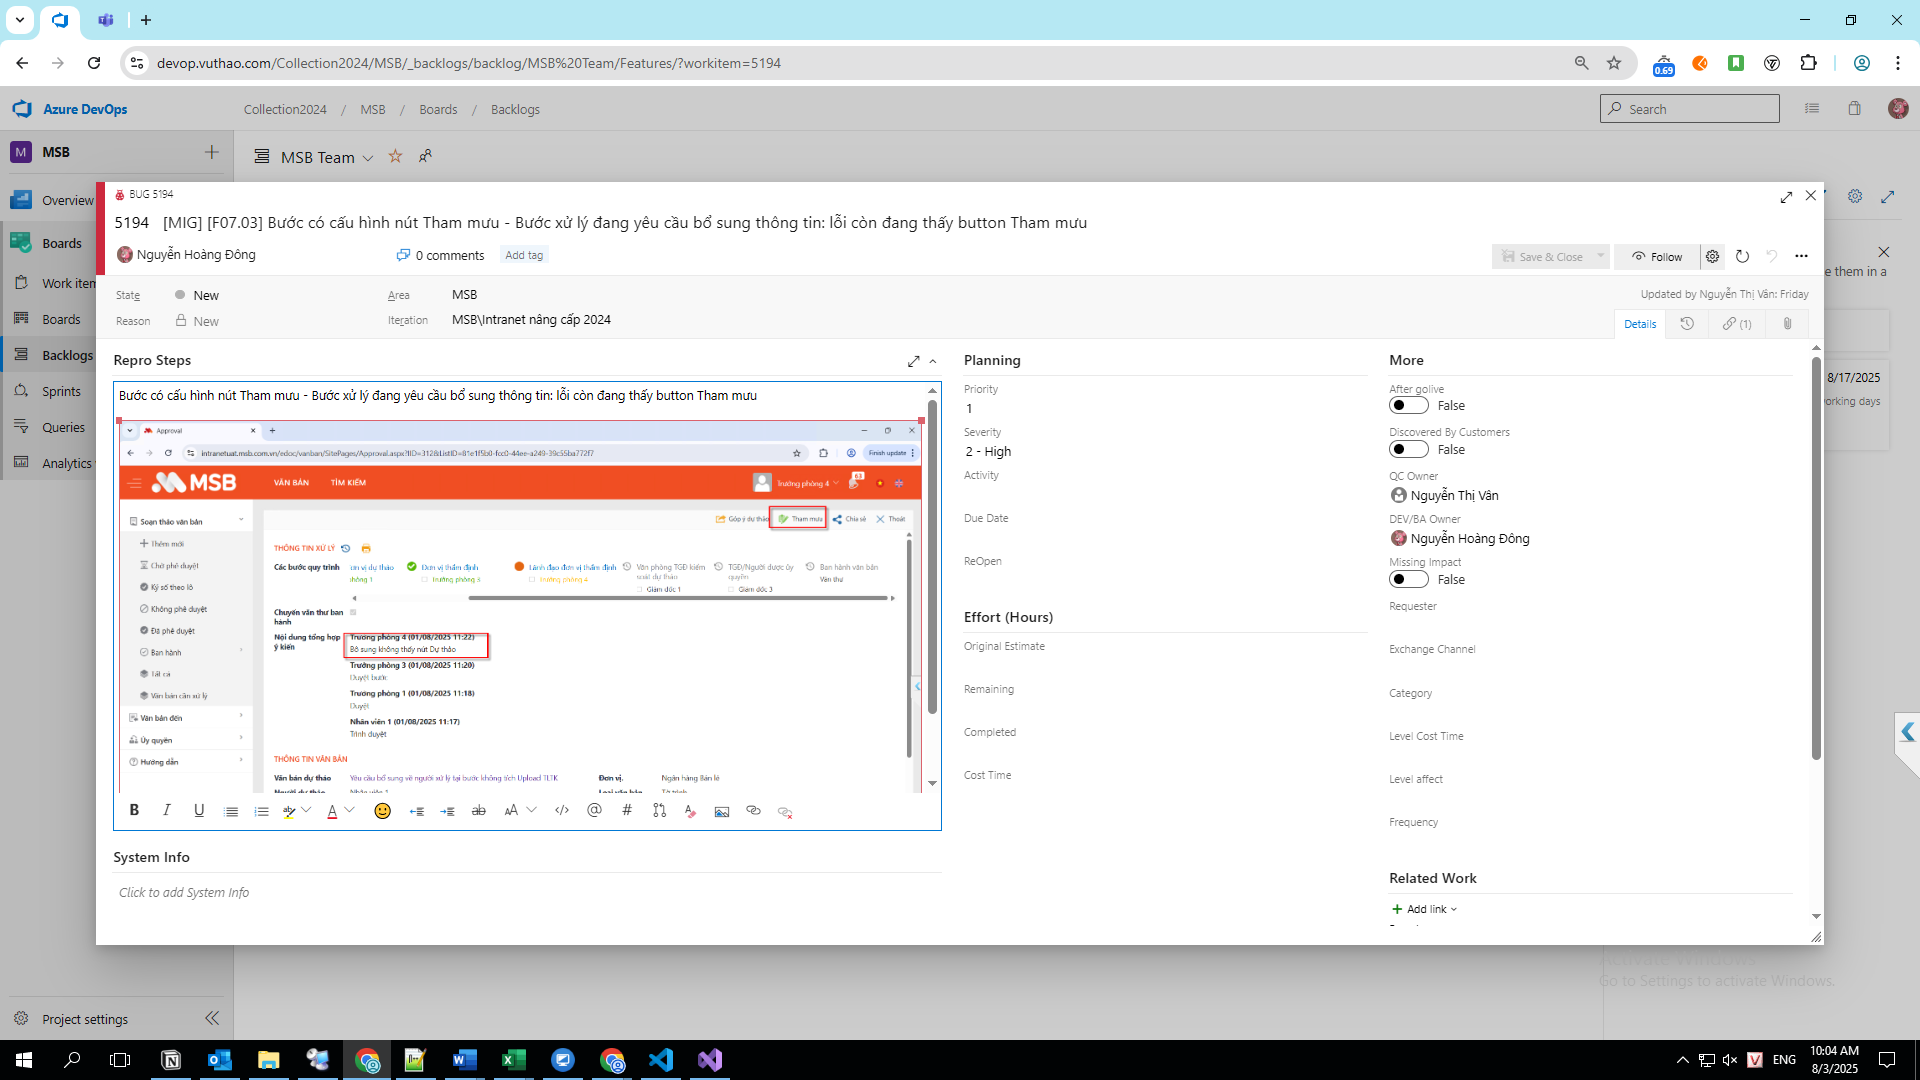 devop.vuthao.com/Collection2024/MSB/_backlogs/backlog/MSB%20Team/Features/?workitem=5194
0.69
Azure DevOps
Collection2024 / MSB / Boards / Backlogs
Search
M MSB
MSB Team
Overview
Boards
Work item
Boards
Backlogs
Sprints
Queries
Analytics
Project settings
BUG 5194
5194 [MIG] [F07.03] Bước có cấu hình nút Tham mưu - Bước xử lý đang yêu cầu bổ sung thông tin: lỗi còn đang thấy button Tham mưu
Nguyễn Hoàng Đông
0 comments
Add tag
Save & Close
Follow
State New
Area MSB
Updated by Nguyễn Thị Vân: Friday
Reason New
Iteration MSB\Intranet nâng cấp 2024
Details
(1)
e them in a
8/17/2025
orking days
Repro Steps
Bước có cấu hình nút Tham mưu - Bước xử lý đang yêu cầu bổ sung thông tin: lỗi còn đang thấy button Tham mưu
Approval
intranetuat.msb.com.vn/edoc/vanban/SitePages/Approval.aspx?IID=312&ListID=81e1f5b0-fcc0-44ee-a249-39c55ba772f7
Finish update
MSB
VĂN BẢN
TÌM KIẾM
Trưởng phòng 4
63
Soạn thảo văn bản
Thêm mới
Chờ phê duyệt
Ký số theo lô
Không phê duyệt
Đã phê duyệt
Ban hành
Tất cả
Văn bản cần xử lý
Văn bản đến
Ủy quyền
Hướng dẫn
Góp ý dự thảo
Tham mưu
Chia sẻ
Thoát
THÔNG TIN XỬ LÝ
Các bước quy trình
ơn vị dự thảo
Đơn vị thẩm định
Lãnh đạo đơn vị thẩm định
Văn phòng TGĐ kiểm soát dự thảo
TGĐ/Người được ủy quyền
Ban hành văn bản
phòng 1
Trưởng phòng 3
Trưởng phòng 4
Giám đốc 1
Giám đốc 3
Văn thư
Chuyển văn thư ban hành
Nội dung tổng hợp ý kiến
Trưởng phòng 4 (01/08/2025 11:22)
Bổ sung không thấy nút Dự thảo
Trưởng phòng 3 (01/08/2025 11:20)
Duyệt bước
Trưởng phòng 1 (01/08/2025 11:18)
Duyệt
Nhân viên 1 (01/08/2025 11:17)
Trình duyệt
THÔNG TIN VĂN BẢN
Văn bản dự thảo
Yêu cầu bổ sung về người xử lý tại bước không tích Upload TLTK
Đơn vị.
Ngân hàng Bán lẻ
System Info
Click to add System Info
Planning
Priority
1
Severity
2 - High
Activity
Due Date
ReOpen
Effort (Hours)
Original Estimate
Remaining
Completed
Cost Time
More
After golive
False
Discovered By Customers
False
QC Owner
Nguyễn Thị Vân
DEV/BA Owner
Nguyễn Hoàng Đông
Missing Impact
False
Requester
Exchange Channel
Category
Level Cost Time
Level affect
Frequency
Related Work
Add link
Activate Windows
Go to Settings to activate Windows.
ENG
10:04 AM
8/3/2025